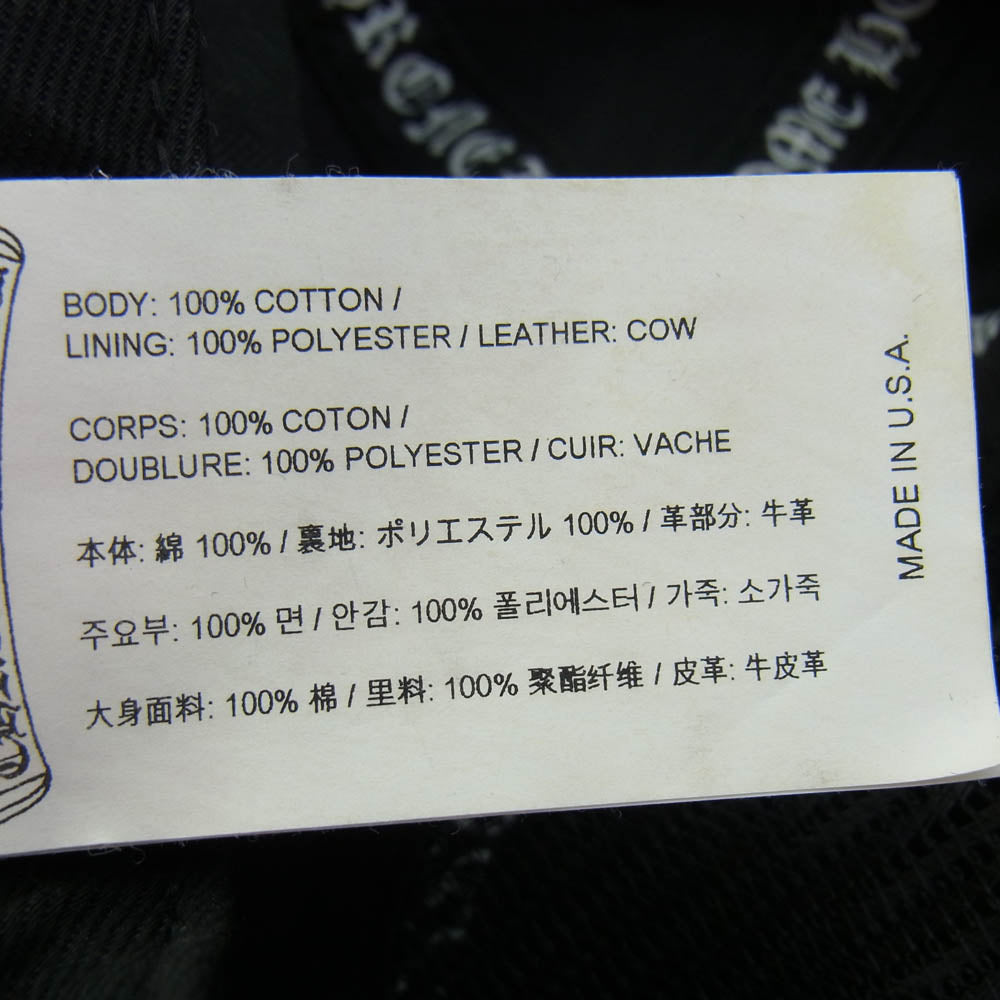 OME H
BODY: 100% COTTON /
LINING: 100% POLYESTER / LEATHER: COW
CORPS: 100% COTON /
DOUBLURE: 100% POLYESTER / CUIR: VACHE
本体: 綿 100% / 裏地: ポリエステル 100% / 革部分: 牛革
주요부: 100% 면 / 안감: 100% 폴리에스터 / 가죽: 소가죽
大身面料: 100% 棉 / 里料: 100% 聚酯纤维 / 皮革: 牛皮革
MADE IN U.S.A.